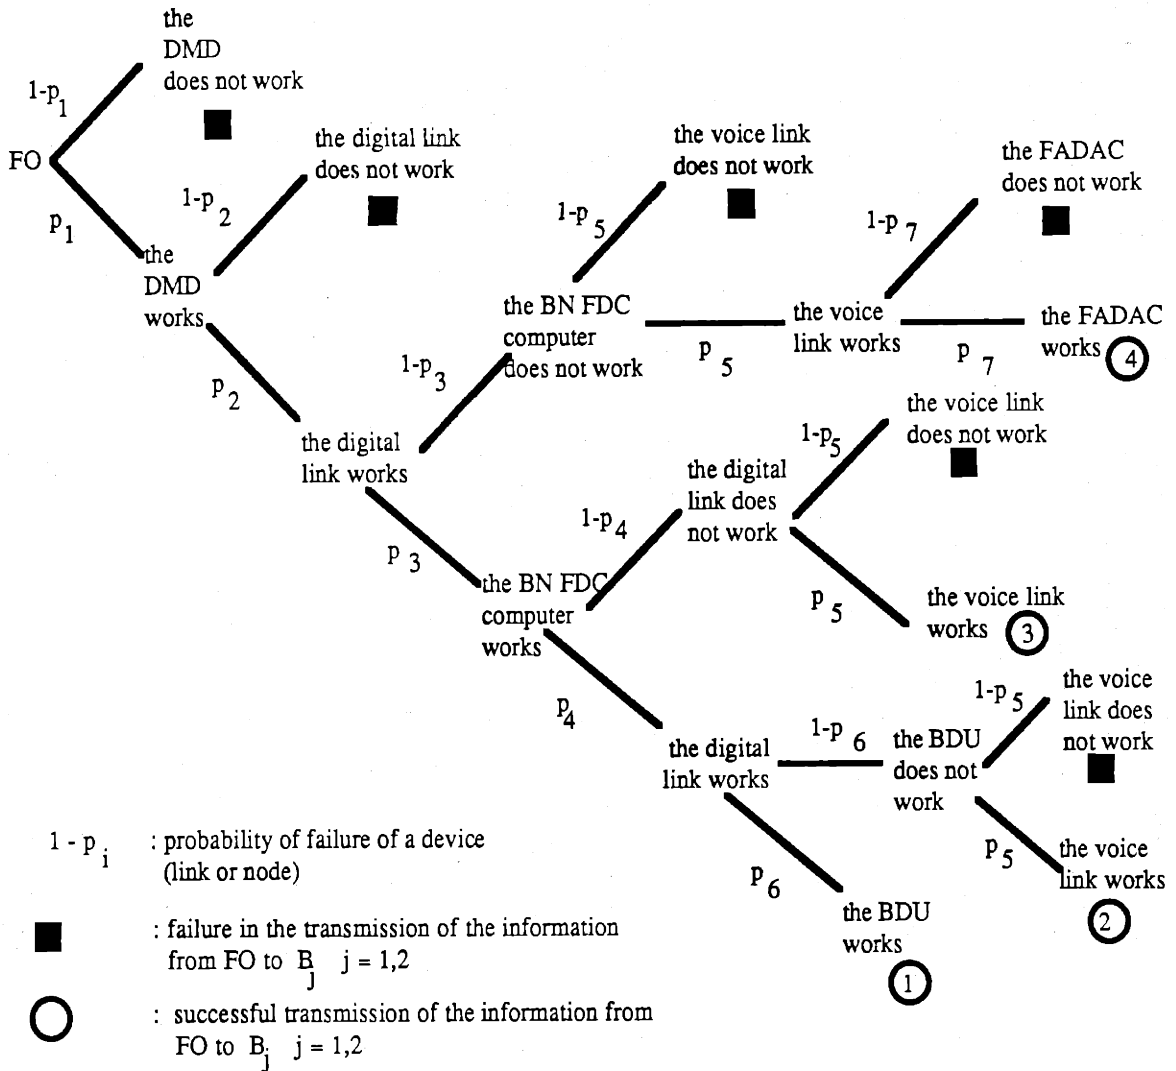 the
DMD
does not work
1-p1
FO
p1
the
DMD
works
1-p2
the digital link
does not work
p2
the digital
link works
1-p3
the BN FDC
computer
does not work
1-p5
the voice link
does not work
p5
the voice
link works
1-p7
the FADAC
does not work
p7
the FADAC
works 4
p3
the BN FDC
computer
works
1-p4
the digital
link does
not work
1-p5
the voice link
does not work
p5
the voice link
works 3
p4
the digital
link works
1-p6
the BDU
does not
work
1-p5
the voice
link does
not work
p5
the voice
link works
2
p6
the BDU
works
1
1 - pi : probability of failure of a device
(link or node)
: failure in the transmission of the information
from FO to Bj j = 1,2
: successful transmission of the information from
FO to Bj j = 1,2